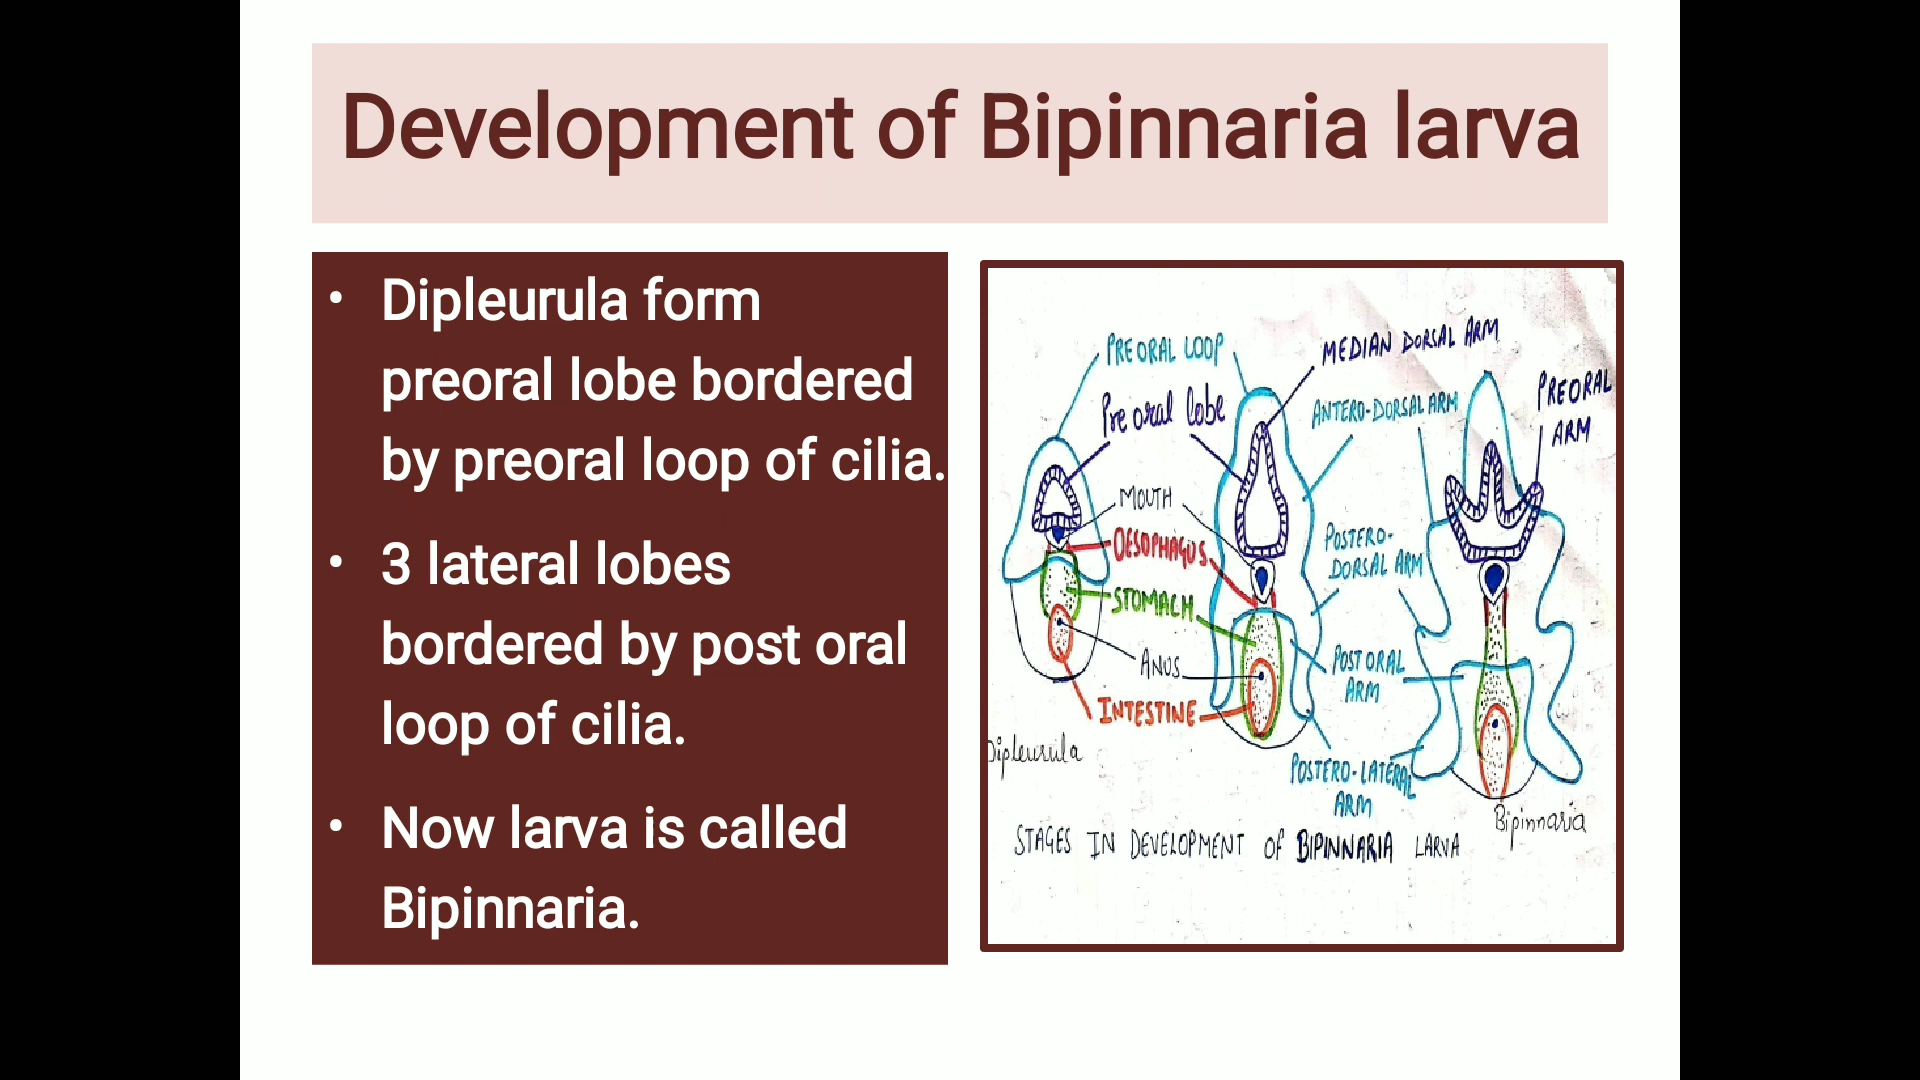 Development of Bipinnaria larva
• Dipleurula form
preoral lobe bordered
by preoral loop of cilia.
• 3 lateral lobes
bordered by post oral
loop of cilia.
• Now larva is called
Bipinnaria.
PREORAL LOOP
MEDIAN DORSAL ARM
Pre oral lobe
ANTERO-DORSAL ARM
PREORAL
ARM
MOUTH
OESOPHAGUS
POSTERO-
DORSAL ARM
STOMACH
ANUS
POST ORAL
ARM
INTESTINE
Dipleurula
POSTERO-LATERAL
ARM
Bipinnaria
STAGES IN DEVELOPMENT OF BIPINNARIA LARVA